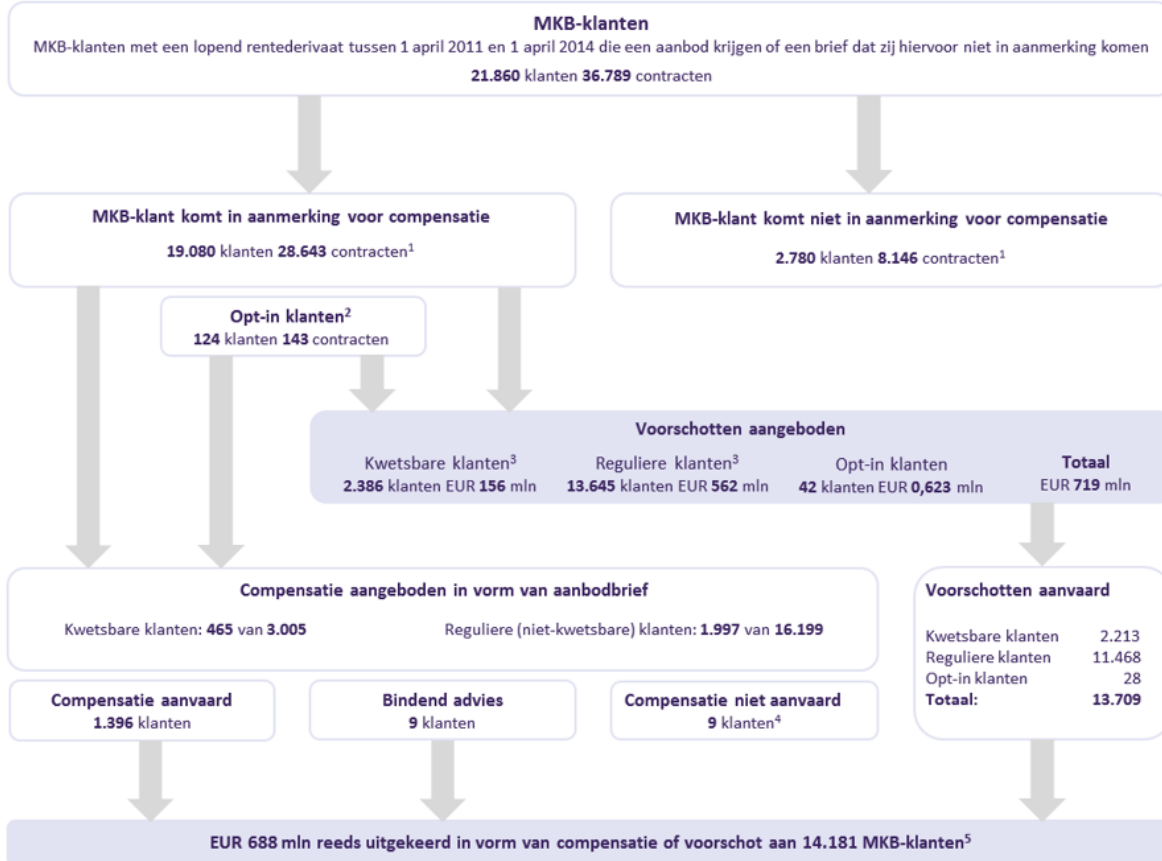 MKB-klanten
MKB-klanten met een lopend rentederivaat tussen 1 april 2011 en 1 april 2014 die een aanbod krijgen of een brief dat zij hiervoor niet in aanmerking komen
21.860 klanten 36.789 contracten
MKB-klant komt in aanmerking voor compensatie
19.080 klanten 28.643 contracten¹
MKB-klant komt niet in aanmerking voor compensatie
2.780 klanten 8.146 contracten¹
Opt-in klanten²
124 klanten 143 contracten
Voorschotten aangeboden
Kwetsbare klanten³
2.386 klanten EUR 156 mln
Reguliere klanten³
13.645 klanten EUR 562 mln
Opt-in klanten
42 klanten EUR 0,623 mln
Totaal
EUR 719 mln
Compensatie aangeboden in vorm van aanbodbrief
Kwetsbare klanten: 465 van 3.005
Reguliere (niet-kwetsbare) klanten: 1.997 van 16.199
Voorschotten aanvaard
Kwetsbare klanten 2.213
Reguliere klanten 11.468
Opt-in klanten 28
Totaal: 13.709
Compensatie aanvaard
1.396 klanten
Bindend advies
9 klanten
Compensatie niet aanvaard
9 klanten⁴
EUR 688 mln reeds uitgekeerd in vorm van compensatie of voorschot aan 14.181 MKB-klanten⁵